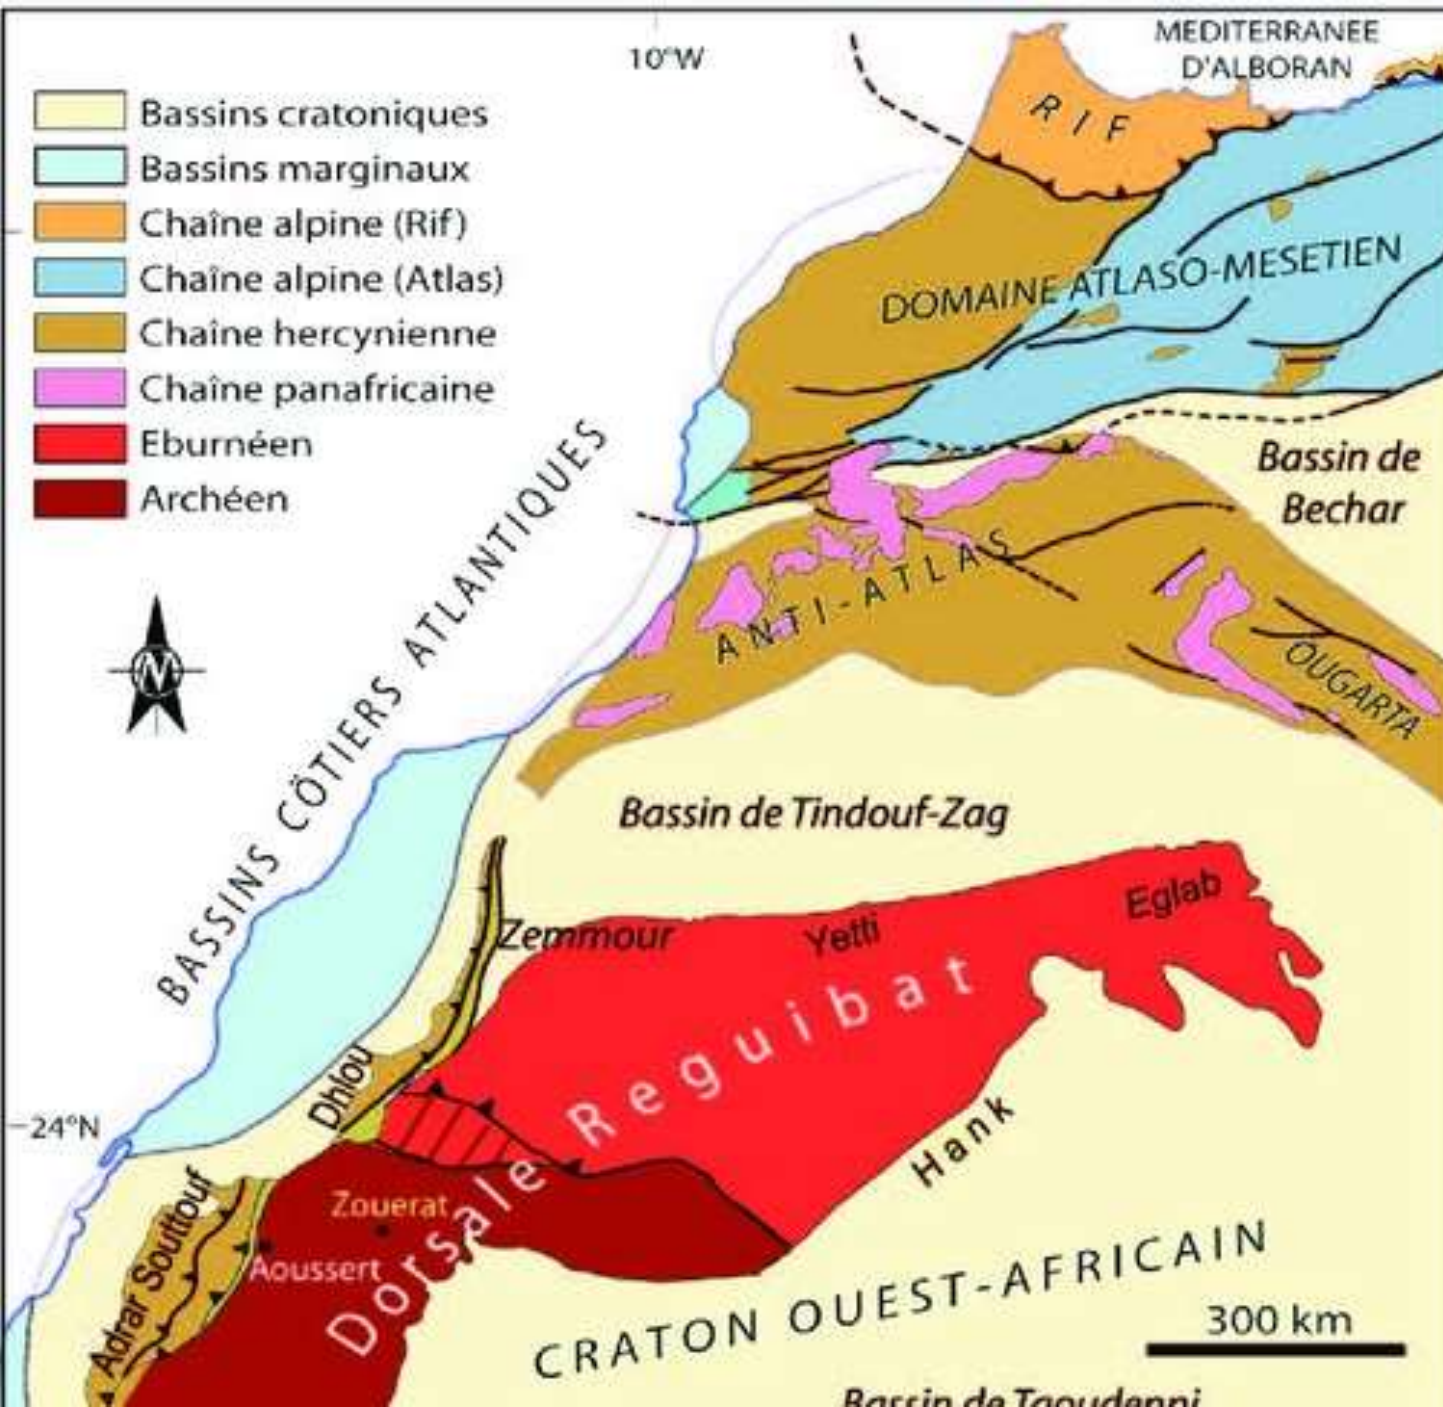 10°W
MEDITERRANEE
D'ALBORAN
Bassins cratoniques
Bassins marginaux
Chaîne alpine (Rif)
Chaîne alpine (Atlas)
Chaîne hercynienne
Chaîne panafricaine
Eburnéen
Archéen
RIF
DOMAINE ATLASO-MESETIEN
Bassin de
Bechar
BASSINS CÔTIERS ATLANTIQUES
N
ANTI-ATLAS
OUGARTA
Bassin de Tindouf-Zag
Zemmour
Yetti
Eglab
Dorsale Reguibat
Dhlou
24°N
Hank
Adrar Souttouf
Zouerat
Aoussert
CRATON OUEST-AFRICAIN
300 km
Bassin de Taoudenni